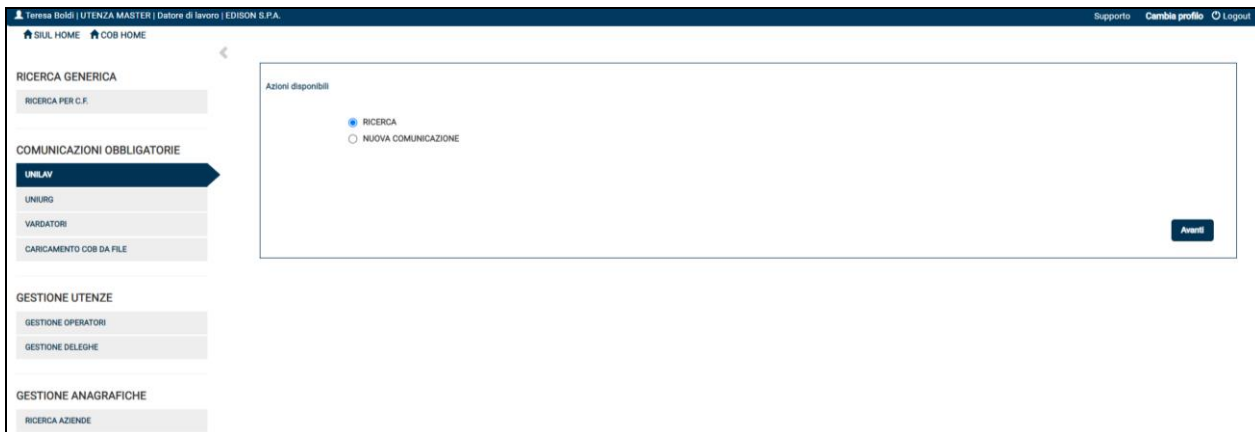 Teresa Boldi | UTENZA MASTER | Datore di lavoro | EDISON S.P.A.
Supporto Cambia profilo Logout
SIUL HOME COB HOME
RICERCA GENERICA
RICERCA PER C.F.
COMUNICAZIONI OBBLIGATORIE
UNILAV
UNIURG
VARDATORI
CARICAMENTO COB DA FILE
GESTIONE UTENZE
GESTIONE OPERATORI
GESTIONE DELEGHE
GESTIONE ANAGRAFICHE
RICERCA AZIENDE
Azioni disponibili
RICERCA
NUOVA COMUNICAZIONE
Avanti